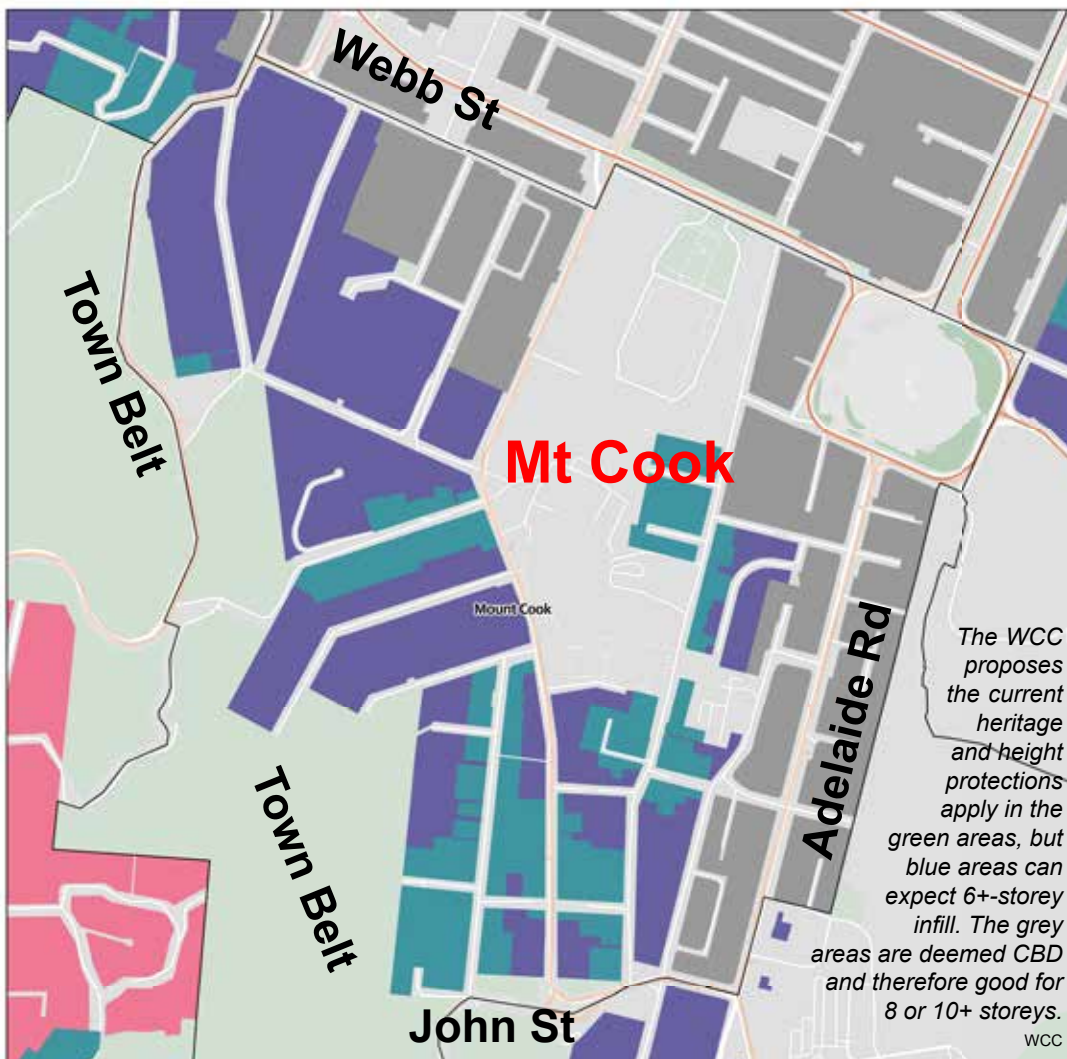 Webb St
Town Belt
Mt Cook
Mount Cook
Adelaide Rd
Town Belt
John St
The WCC
proposes
the current
heritage
and height
protections
apply in the
green areas, but
blue areas can
expect 6+-storey
infill. The grey
areas are deemed CBD
and therefore good for
8 or 10+ storeys.
WCC